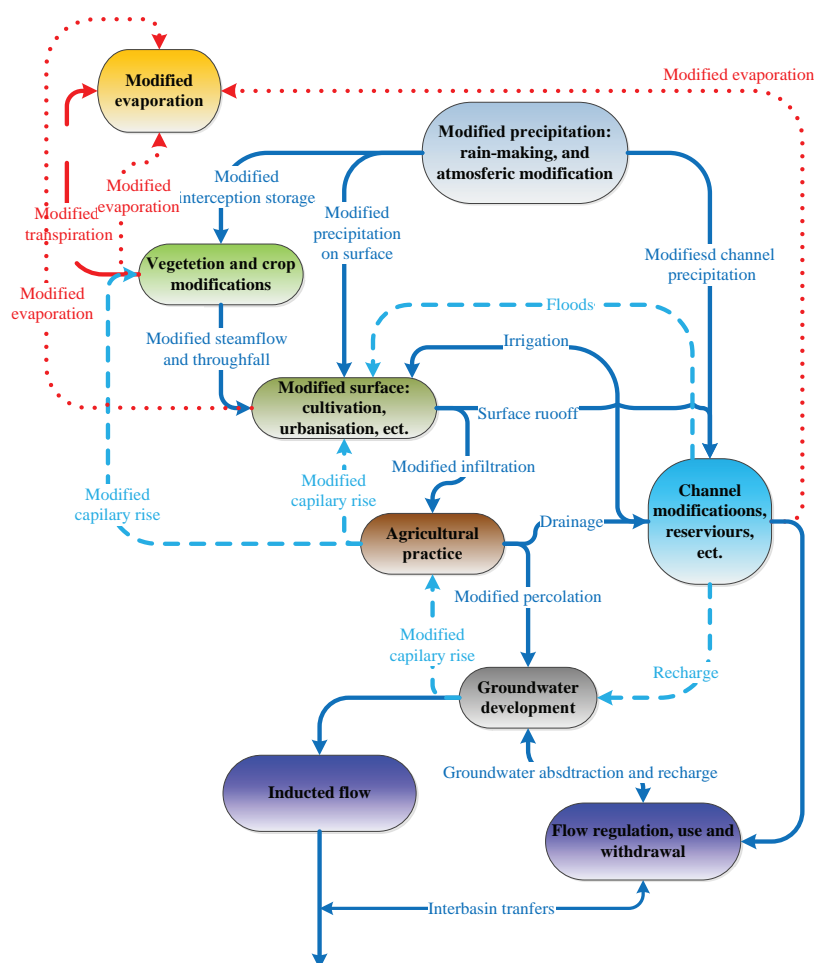 Modified evaporation
Modified
evaporation
Modified precipitation:
rain-making, and
atmosferic modification
Modified
interception storage
Modified
evaporation
Modified
transpiration
Modified
precipitation
on surface
Modifiesd channel
precipitation
Vegetetion and crop
modifications
Modified
evaporation
Floods
Modified steamflow
and throughfall
Irrigation
Modified surface:
cultivation,
urbanisation, ect.
Surface ruooff
Modified infiltration
Modified
capilary rise
Modified
capilary rise
Channel
modificatioons,
reserviours,
ect.
Agricultural
practice
Drainage
Modified percolation
Modified
capilary rise
Recharge
Groundwater
development
Groundwater absdtraction and recharge
Inducted flow
Flow regulation, use and
withdrawal
Interbasin tranfers